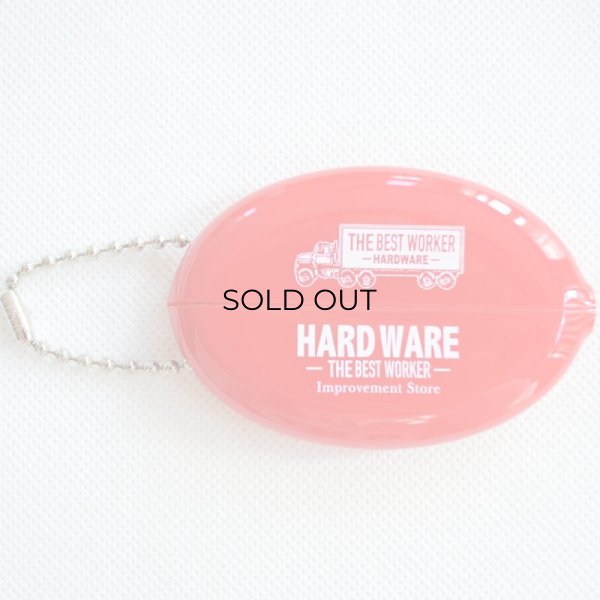 THE BEST WORKER
HARDWARE
SOLD OUT
HARD WARE
THE BEST WORKER
Improvement Store